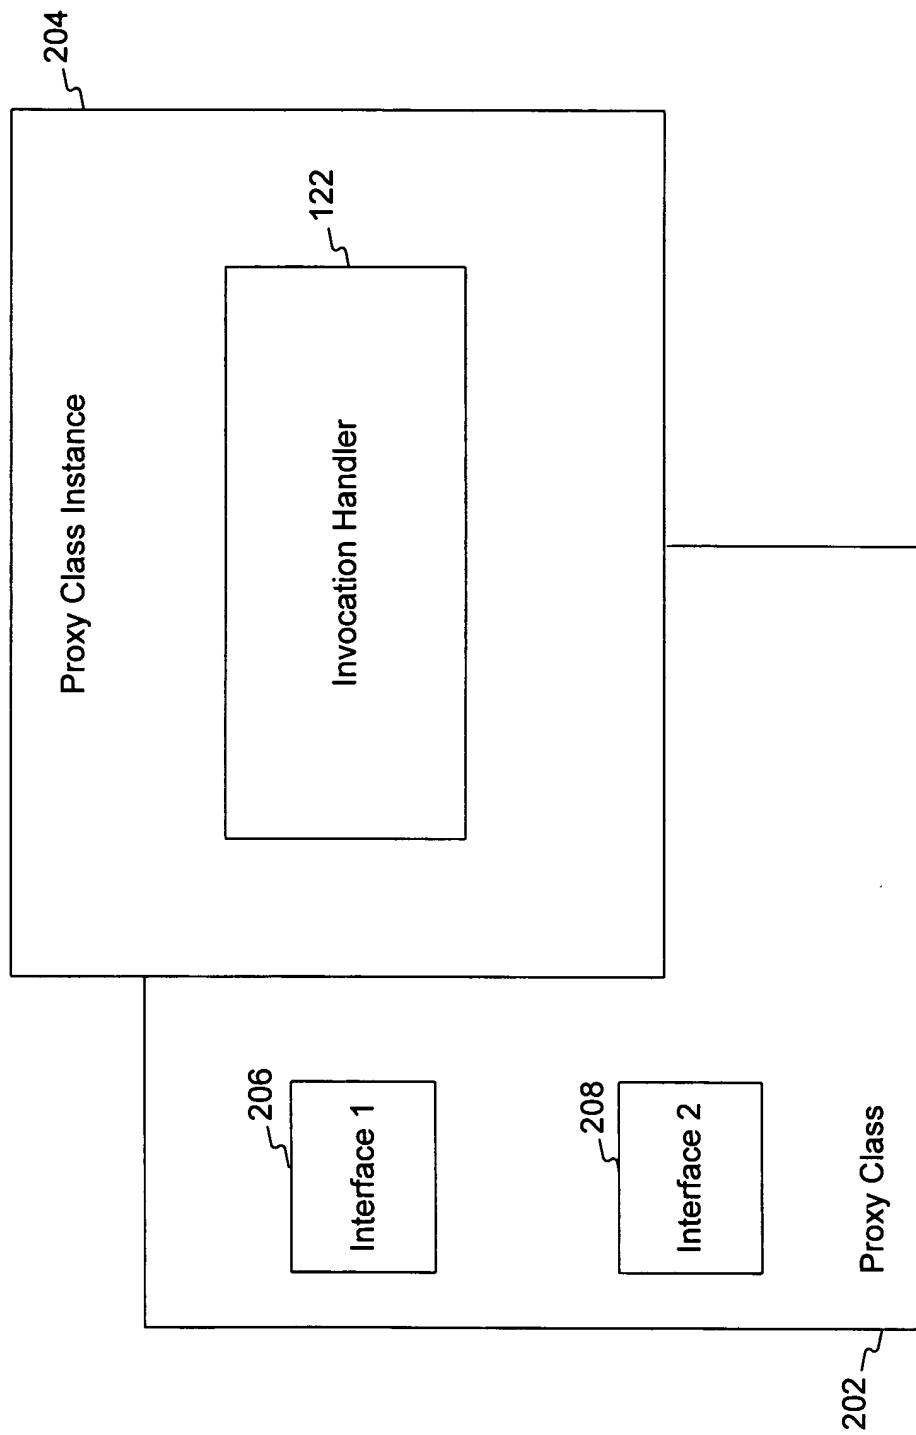 204
Proxy Class Instance
122
Invocation Handler
206
Interface 1
208
Interface 2
Proxy Class
202